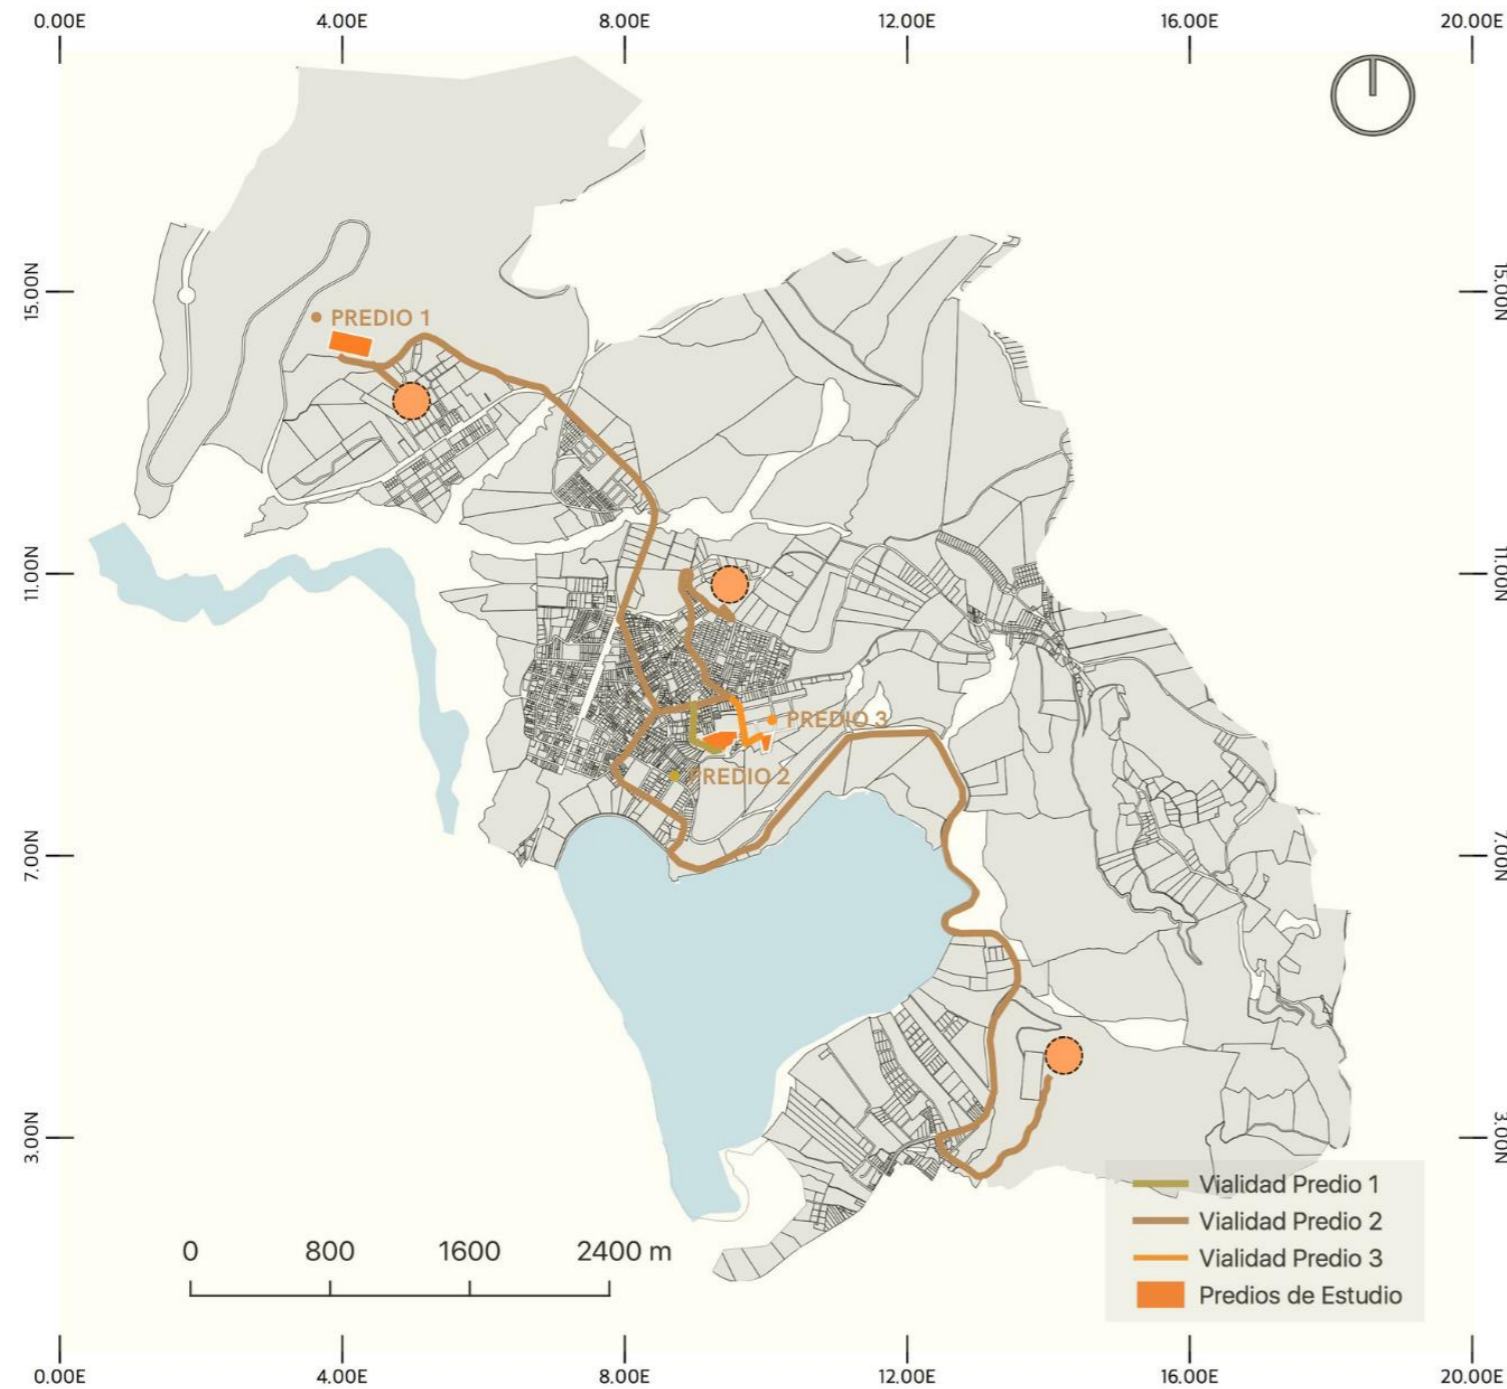 0.00E 4.00E 8.00E 12.00E 16.00E 20.00E
15.00N 15.00N
PREDIO 1
11.00N 11.00N
PREDIO 3
PREDIO 2
7.00N 7.00N
3.00N 3.00N
Vialidad Predio 1
Vialidad Predio 2
Vialidad Predio 3
Predios de Estudio
0 800 1600 2400 m
0.00E 4.00E 8.00E 12.00E 16.00E 20.00E